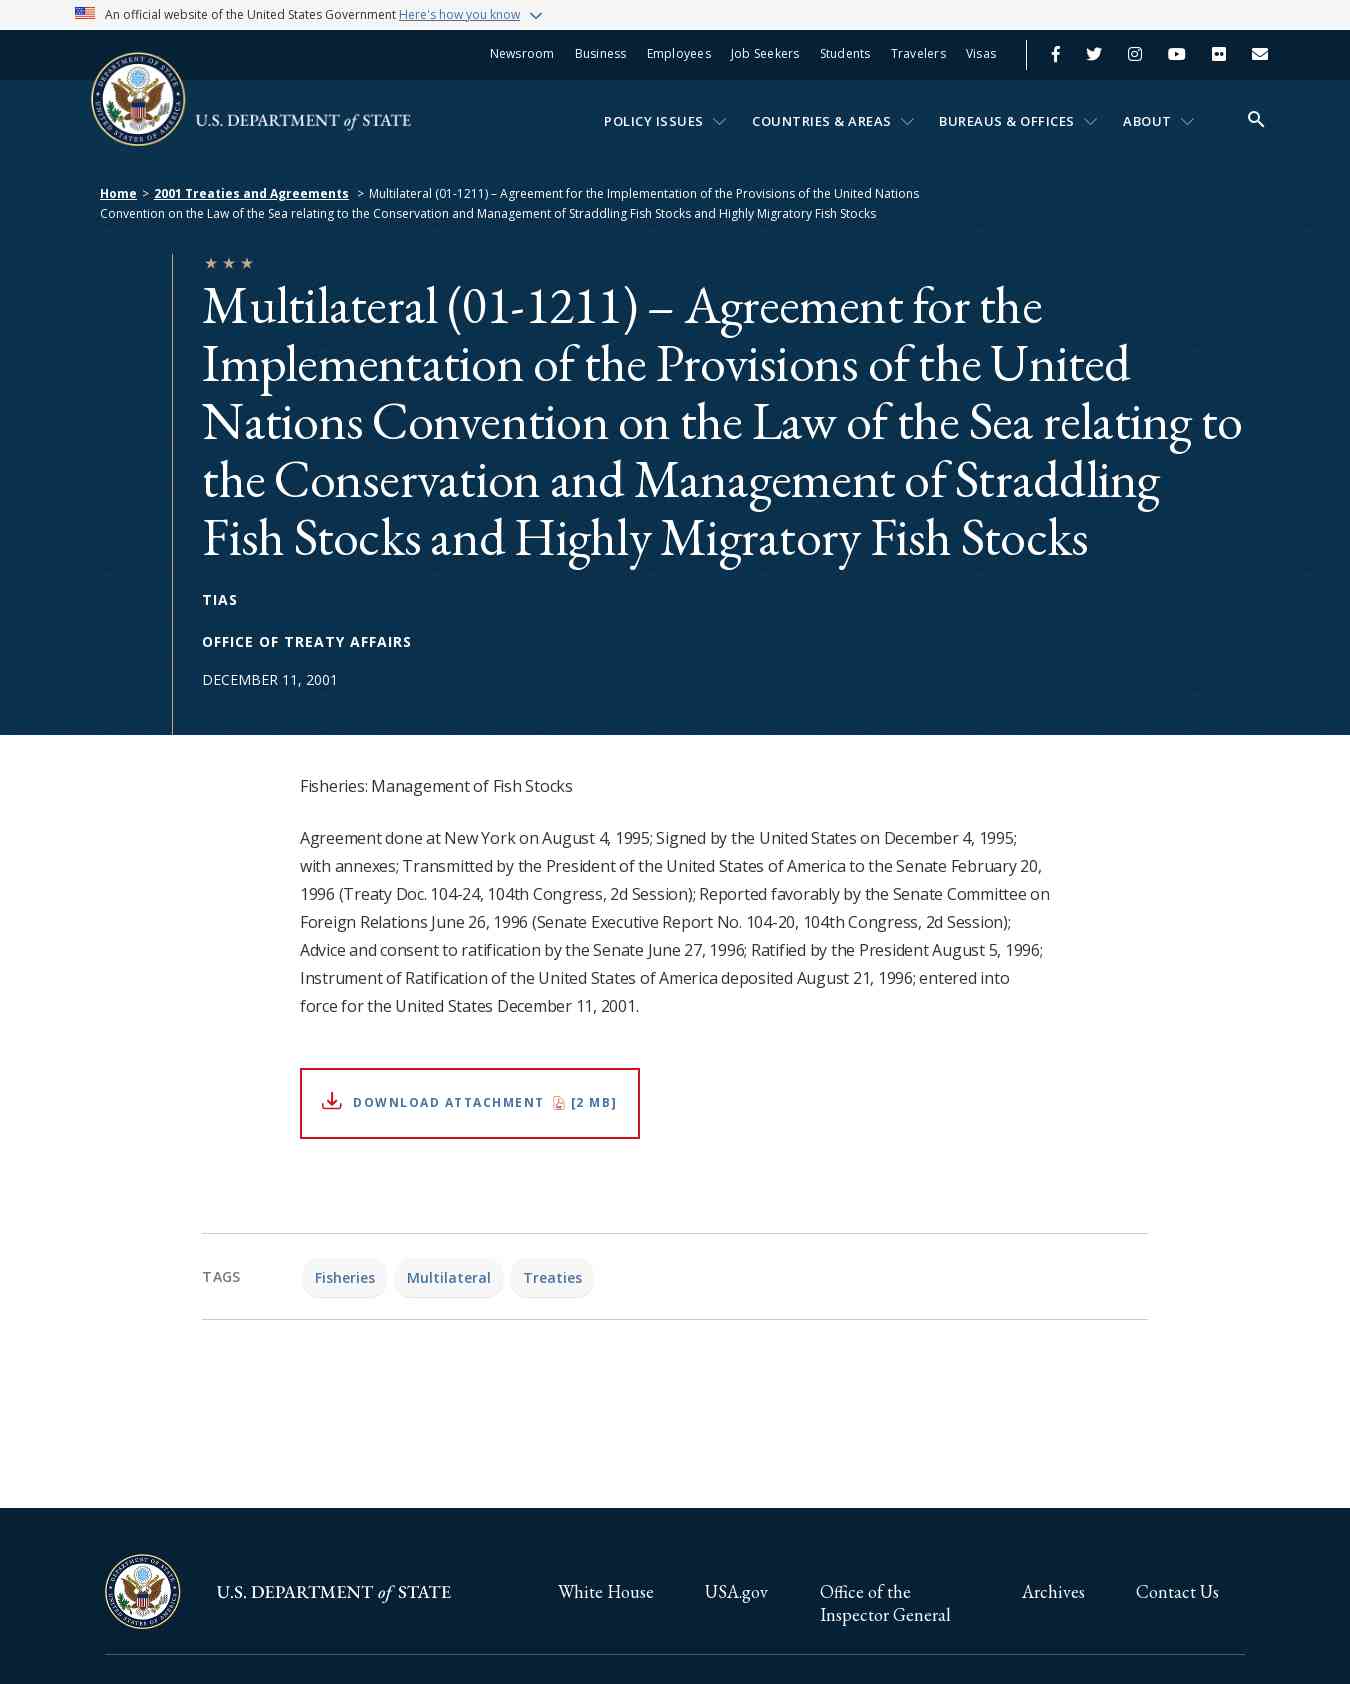 An official website of the United States Government Here's how you know
Newsroom Business Employees Job Seekers Students Travelers Visas
U.S. DEPARTMENT of STATE
POLICY ISSUES COUNTRIES & AREAS BUREAUS & OFFICES ABOUT
Home > 2001 Treaties and Agreements > Multilateral (01-1211) – Agreement for the Implementation of the Provisions of the United Nations
Convention on the Law of the Sea relating to the Conservation and Management of Straddling Fish Stocks and Highly Migratory Fish Stocks
Multilateral (01-1211) – Agreement for the
Implementation of the Provisions of the United
Nations Convention on the Law of the Sea relating to
the Conservation and Management of Straddling
Fish Stocks and Highly Migratory Fish Stocks
TIAS
OFFICE OF TREATY AFFAIRS
DECEMBER 11, 2001
Fisheries: Management of Fish Stocks
Agreement done at New York on August 4, 1995; Signed by the United States on December 4, 1995;
with annexes; Transmitted by the President of the United States of America to the Senate February 20,
1996 (Treaty Doc. 104-24, 104th Congress, 2d Session); Reported favorably by the Senate Committee on
Foreign Relations June 26, 1996 (Senate Executive Report No. 104-20, 104th Congress, 2d Session);
Advice and consent to ratification by the Senate June 27, 1996; Ratified by the President August 5, 1996;
Instrument of Ratification of the United States of America deposited August 21, 1996; entered into
force for the United States December 11, 2001.
DOWNLOAD ATTACHMENT [2 MB]
TAGS Fisheries Multilateral Treaties
U.S. DEPARTMENT of STATE
White House USA.gov Office of the Archives Contact Us
Inspector General